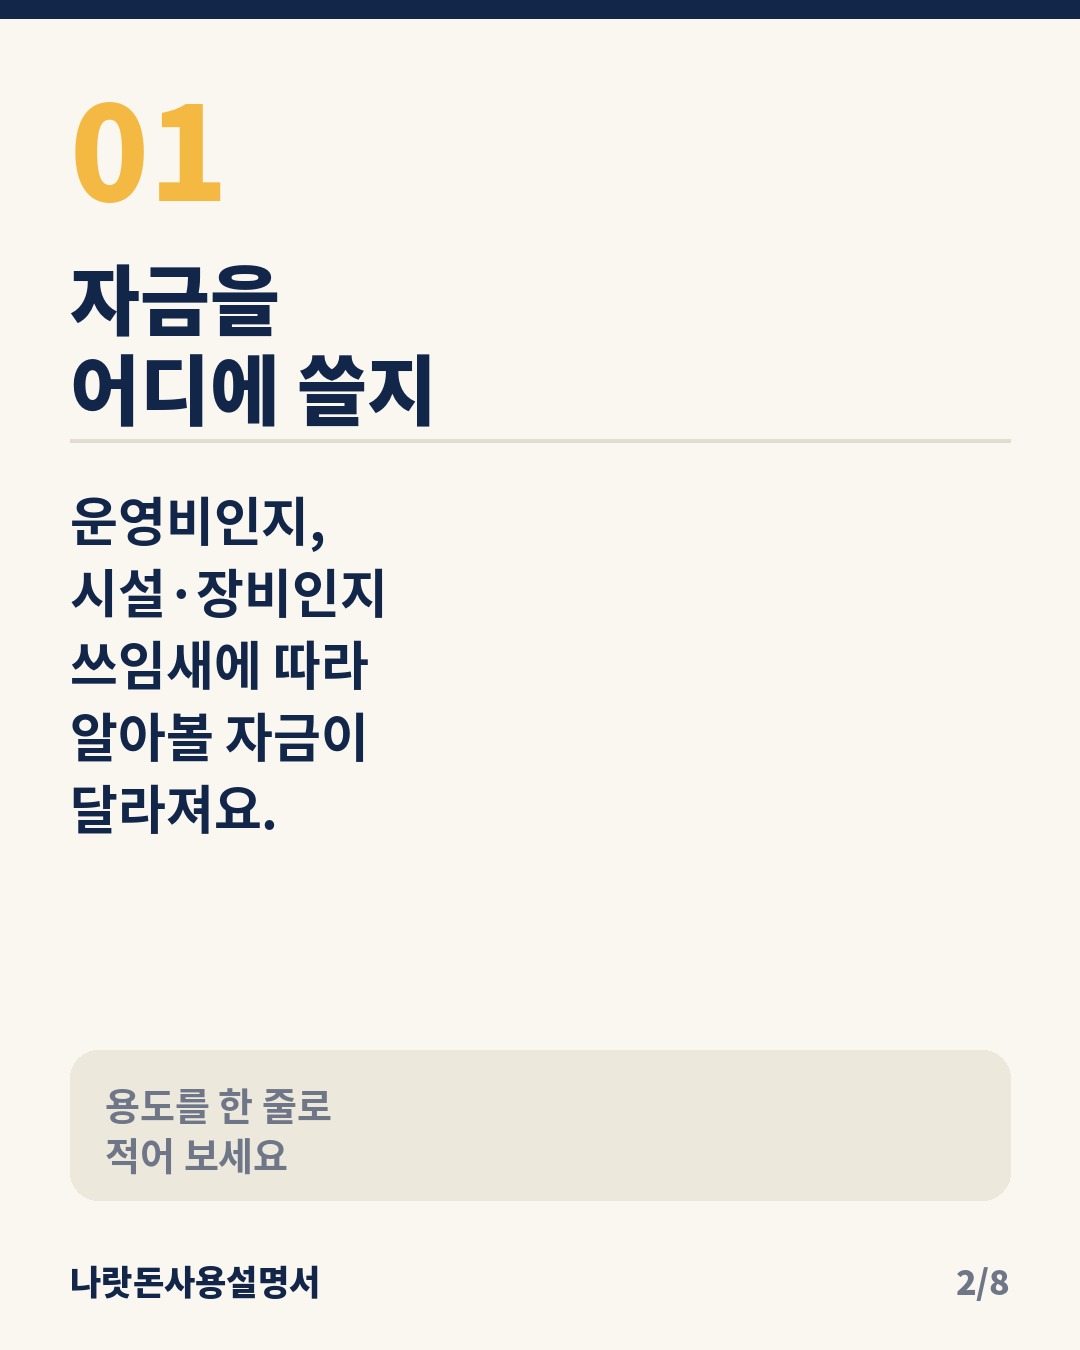 01
자금을
어디에 쓸지
운영비인지,
시설·장비인지
쓰임새에 따라
알아볼 자금이
달라져요.
용도를 한 줄로
적어 보세요
나랏돈사용설명서
2/8